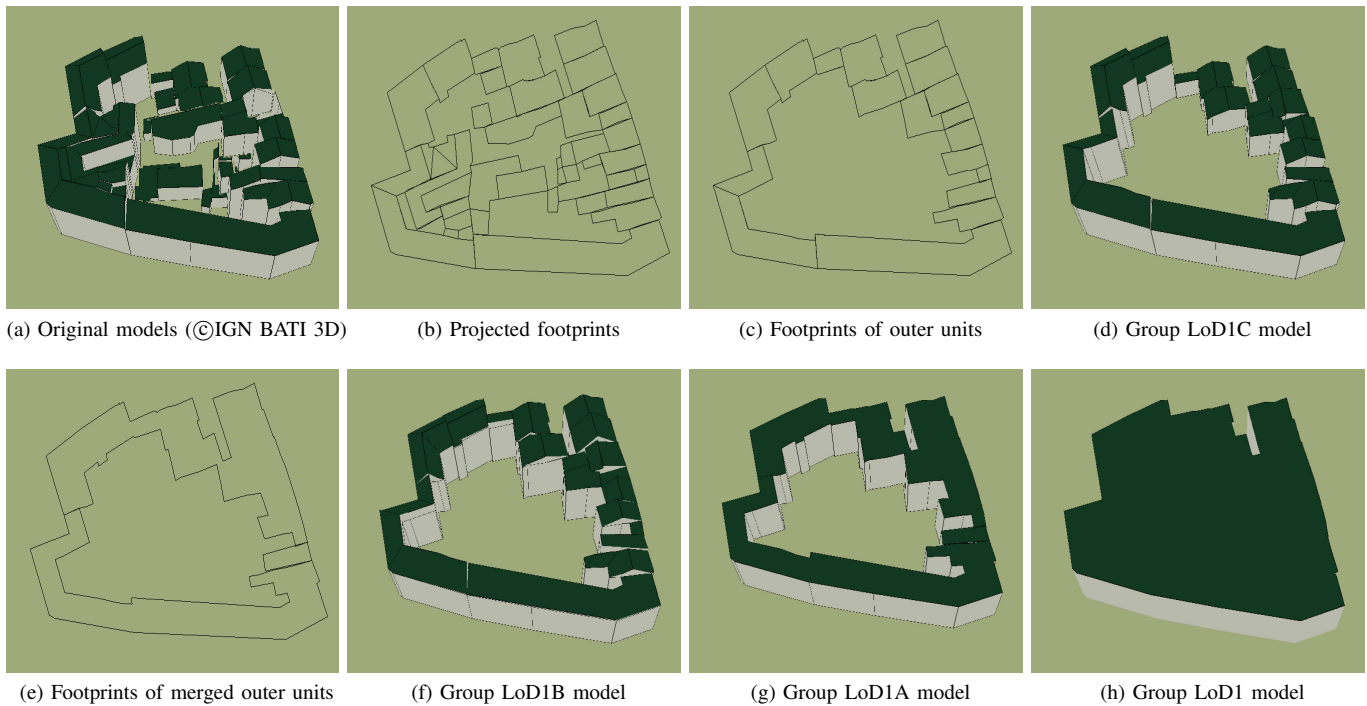 (a) Original models (©IGN BATI 3D)
(b) Projected footprints
(c) Footprints of outer units
(d) Group LoD1C model
(e) Footprints of merged outer units
(f) Group LoD1B model
(g) Group LoD1A model
(h) Group LoD1 model